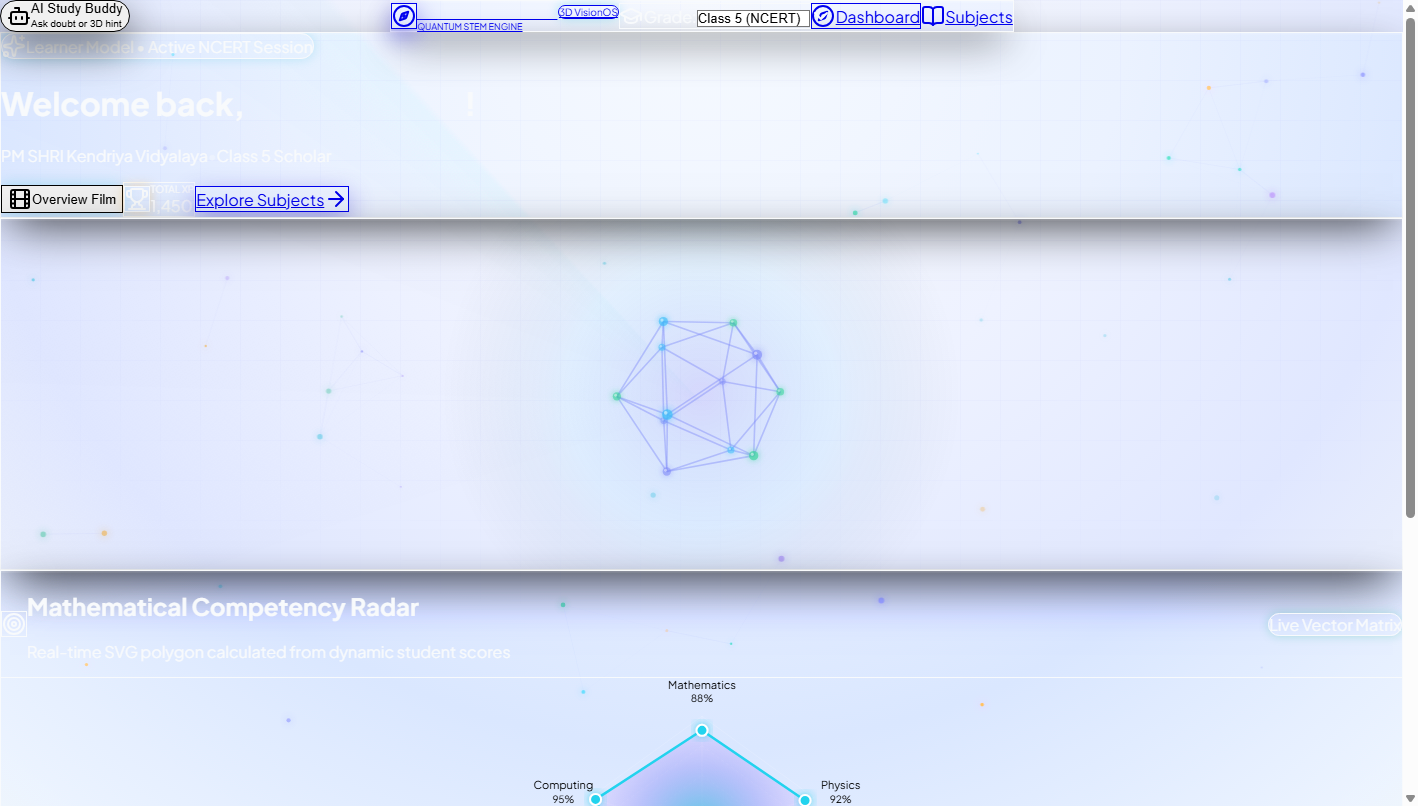 AI Study Buddy
Ask doubt or 3D hint
QUANTUM STEM ENGINE
3D VisionOS
Grade
Class 5 (NCERT)
Dashboard
Subjects
Learner Model • Active NCERT Session
Welcome back, !
PM SHRI Kendriya Vidyalaya · Class 5 Scholar
Overview Film
TOTAL
1,450
Explore Subjects
Mathematical Competency Radar
Real-time SVG polygon calculated from dynamic student scores
Live Vector Matrix
Mathematics
88%
Computing
95%
Physics
92%